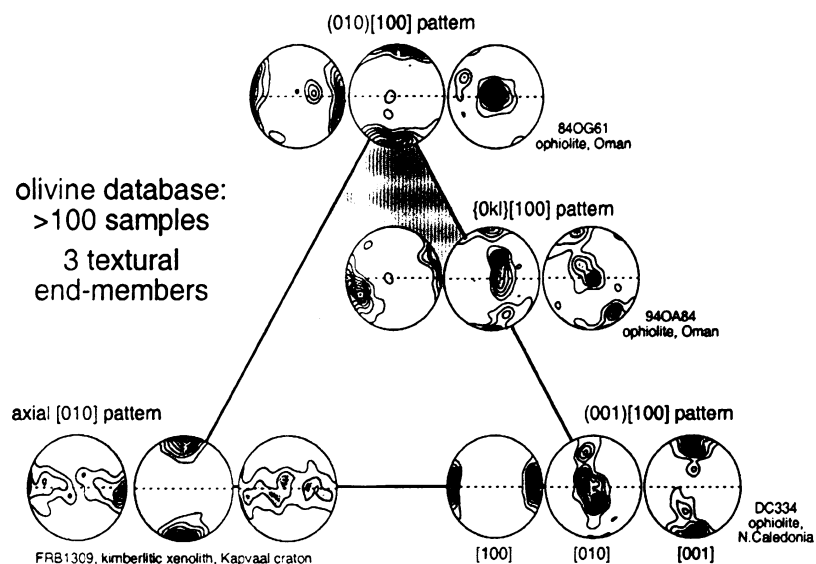 (010)[100] pattern
84OG61
ophiolite, Oman
olivine database:
>100 samples
3 textural
end-members
{0kl}[100] pattern
94OA84
ophiolite, Oman
axial [010] pattern
(001)[100] pattern
DC334
ophiolite,
N.Caledonia
FRB1309, kimberlitic xenolith, Kapvaal craton
[100]
[010]
[001]